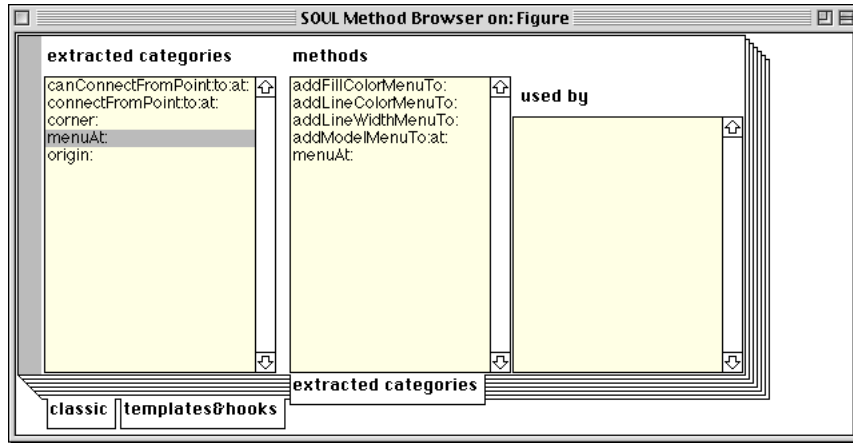 SOUL Method Browser on: Figure
extracted categories
canConnectFromPoint:to:at:
connectFromPoint:to:at:
corner:
menuAt:
origin:
methods
addFillColorMenuTo:
addLineColorMenuTo:
addLineWidthMenuTo:
addModelMenuTo:at:
menuAt:
used by
extracted categories
classic
templates&hooks